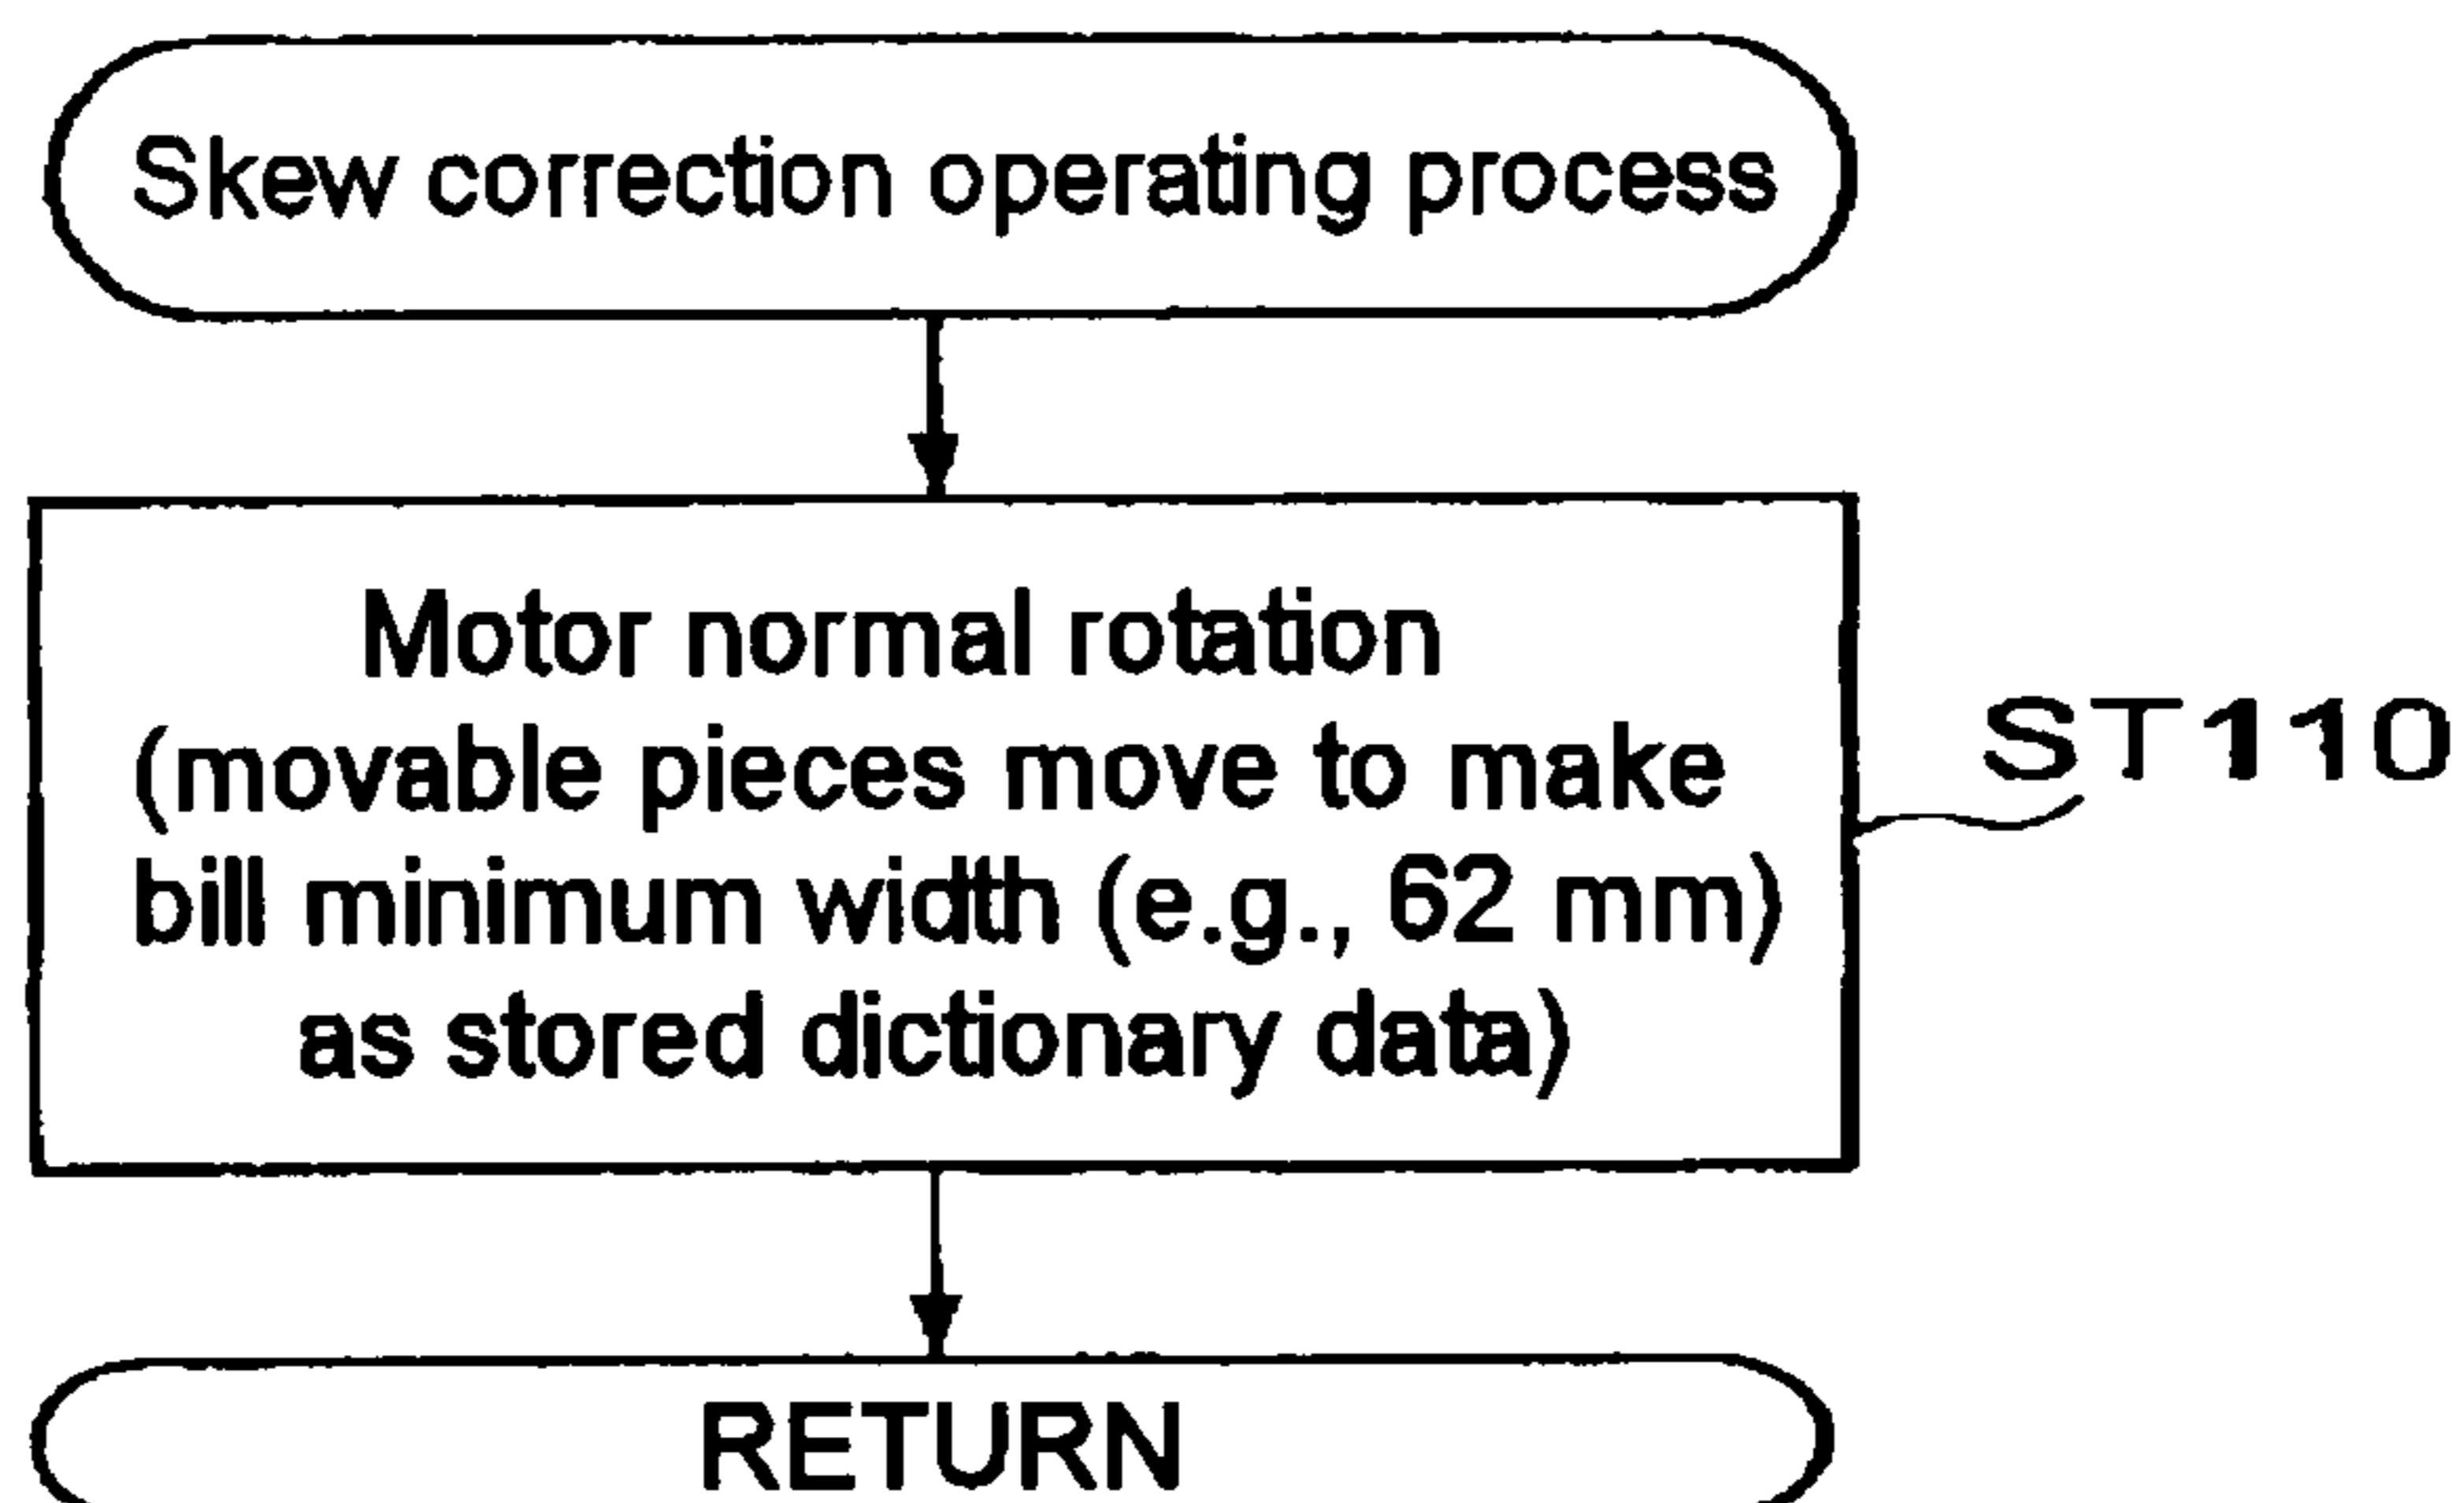 Skew correction operating process
Motor normal rotation
(movable pieces move to make
bill minimum width (e.g., 62 mm)
as stored dictionary data)
ST110
RETURN